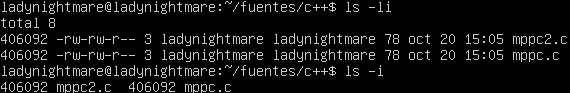 ladynightmare@ladynightmare:~/fuentes/c++$ ls -li
total 8
406092 -rw-rw-r-- 3 ladynightmare ladynightmare 78 oct 20 15:05 mppc2.c
406092 -rw-rw-r-- 3 ladynightmare ladynightmare 78 oct 20 15:05 mppc.c
ladynightmare@ladynightmare:~/fuentes/c++$ ls -i
406092 mppc2.c  406092 mppc.c